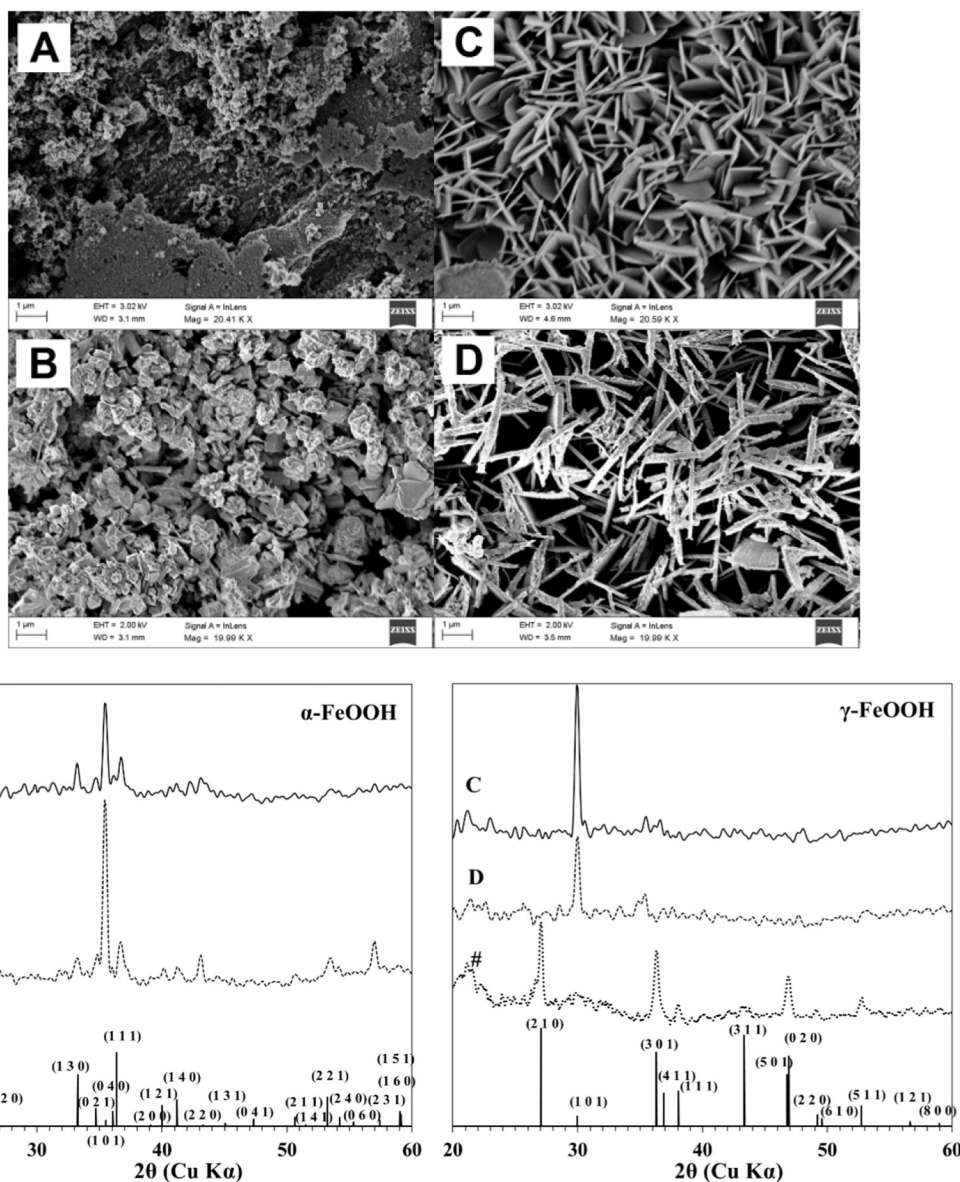 A
1 µm
EHT = 3.02 kV
WD = 3.1 mm
Signal A = InLens
Mag = 20.41 K X
ZEISS
C
1 µm
EHT = 3.02 kV
WD = 4.6 mm
Signal A = InLens
Mag = 20.59 K X
ZEISS
B
1 µm
EHT = 2.00 kV
WD = 3.1 mm
Signal A = InLens
Mag = 19.99 K X
ZEISS
D
1 µm
EHT = 2.00 kV
WD = 3.5 mm
Signal A = InLens
Mag = 19.99 K X
ZEISS
α-FeOOH
(1 1 1)
(1 5 1)
(1 3 0)
(0 4 0)
(1 4 0)
(2 2 1)
(1 6 0)
2 0)
(0 2 1)
(1 2 1)
(1 3 1)
(2 1 1)
(2 4 0)
(2 3 1)
(2 2 0)
(0 4 1)
(1 4 1)
(0 6 0)
(1 0 1)
30
40
50
60
2θ (Cu Kα)
γ-FeOOH
C
D
#
(2 1 0)
(3 1 1)
(0 2 0)
(3 0 1)
(4 1 1)
(5 0 1)
(1 1 1)
(1 0 1)
(5 1 1)
(1 2 1)
(2 2 0)
(6 1 0)
(8 0 0)
20
30
40
50
60
2θ (Cu Kα)